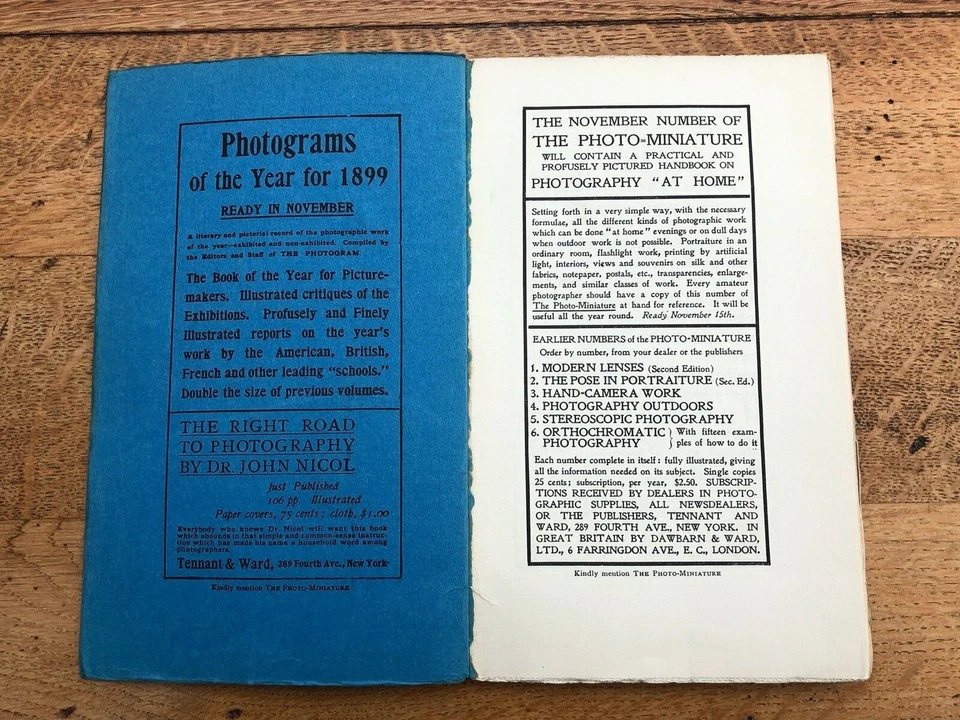 Photograms
of the Year for 1899
READY IN NOVEMBER
A literary and pictorial record of the photographic work
of the year—exhibited and non-exhibited. Compiled by
the Editors and Staff of THE PHOTOGRAM.
The Book of the Year for Picture-
makers. Illustrated critiques of the
Exhibitions. Profusely and Finely
Illustrated reports on the year's
work by the American, British,
French and other leading "schools."
Double the size of previous volumes.
THE RIGHT ROAD
TO PHOTOGRAPHY
BY DR. JOHN NICOL
Just Published
106 pp. Illustrated
Paper covers, 75 cents; cloth, $1.00
Everybody who knows Dr. Nicol will want this book
which abounds in that simple and common-sense instruc-
tion which has made his name a household word among
photographers.
Tennant & Ward, 289 Fourth Ave., New York
Kindly mention THE PHOTO-MINIATURE
THE NOVEMBER NUMBER OF
THE PHOTO-MINIATURE
WILL CONTAIN A PRACTICAL AND
PROFUSELY PICTURED HANDBOOK ON
PHOTOGRAPHY "AT HOME"
Setting forth in a very simple way, with the necessary
formulae, all the different kinds of photographic work
which can be done "at home" evenings or on dull days
when outdoor work is not possible. Portraiture in an
ordinary room, flashlight work, printing by artificial
light, interiors, views and souvenirs on silk and other
fabrics, notepaper, postals, etc., transparencies, enlarge-
ments, and similar classes of work. Every amateur
photographer should have a copy of this number of
The Photo-Miniature at hand for reference. It will be
useful all the year round. Ready November 15th.
EARLIER NUMBERS of the PHOTO-MINIATURE
Order by number, from your dealer or the publishers
1. MODERN LENSES (Second Edition)
2. THE POSE IN PORTRAITURE (Sec. Ed.)
3. HAND-CAMERA WORK
4. PHOTOGRAPHY OUTDOORS
5. STEREOSCOPIC PHOTOGRAPHY
6. ORTHOCHROMATIC } With fifteen exam-
PHOTOGRAPHY } ples of how to do it
Each number complete in itself: fully illustrated, giving
all the information needed on its subject. Single copies
25 cents; subscription, per year, $2.50. SUBSCRIP-
TIONS RECEIVED BY DEALERS IN PHOTO-
GRAPHIC SUPPLIES, ALL NEWSDEALERS,
OR THE PUBLISHERS, TENNANT AND
WARD, 289 FOURTH AVE., NEW YORK. IN
GREAT BRITAIN BY DAWBARN & WARD,
LTD., 6 FARRINGDON AVE., E. C., LONDON.
Kindly mention THE PHOTO-MINIATURE